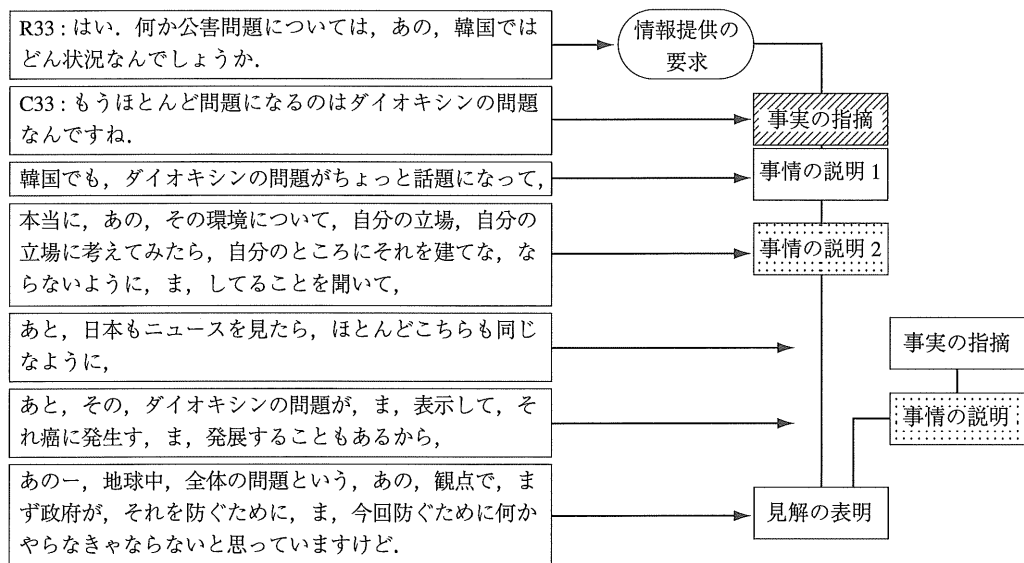 R33：はい．何か公害問題については，あの，韓国では
どん状況なんでしょうか．
情報提供の
要求
C33：もうほとんど問題になるのはダイオキシンの問題
なんですね．
事実の指摘
韓国でも，ダイオキシンの問題がちょっと話題になって，
事情の説明1
本当に，あの，その環境について，自分の立場，自分の
立場に考えてみたら，自分のところにそれを建てな，な
らないように，ま，してることを聞いて，
事情の説明2
あと，日本もニュースを見たら，ほとんどこちらも同じ
なように，
事実の指摘
あと，その，ダイオキシンの問題が，ま，表示して，そ
れ癌に発生す，ま，発展することもあるから，
事情の説明
あのー，地球中，全体の問題という，あの，観点で，ま
ず政府が，それを防ぐために，ま，今回防ぐために何か
やらなきゃならないと思っていますけど．
見解の表明